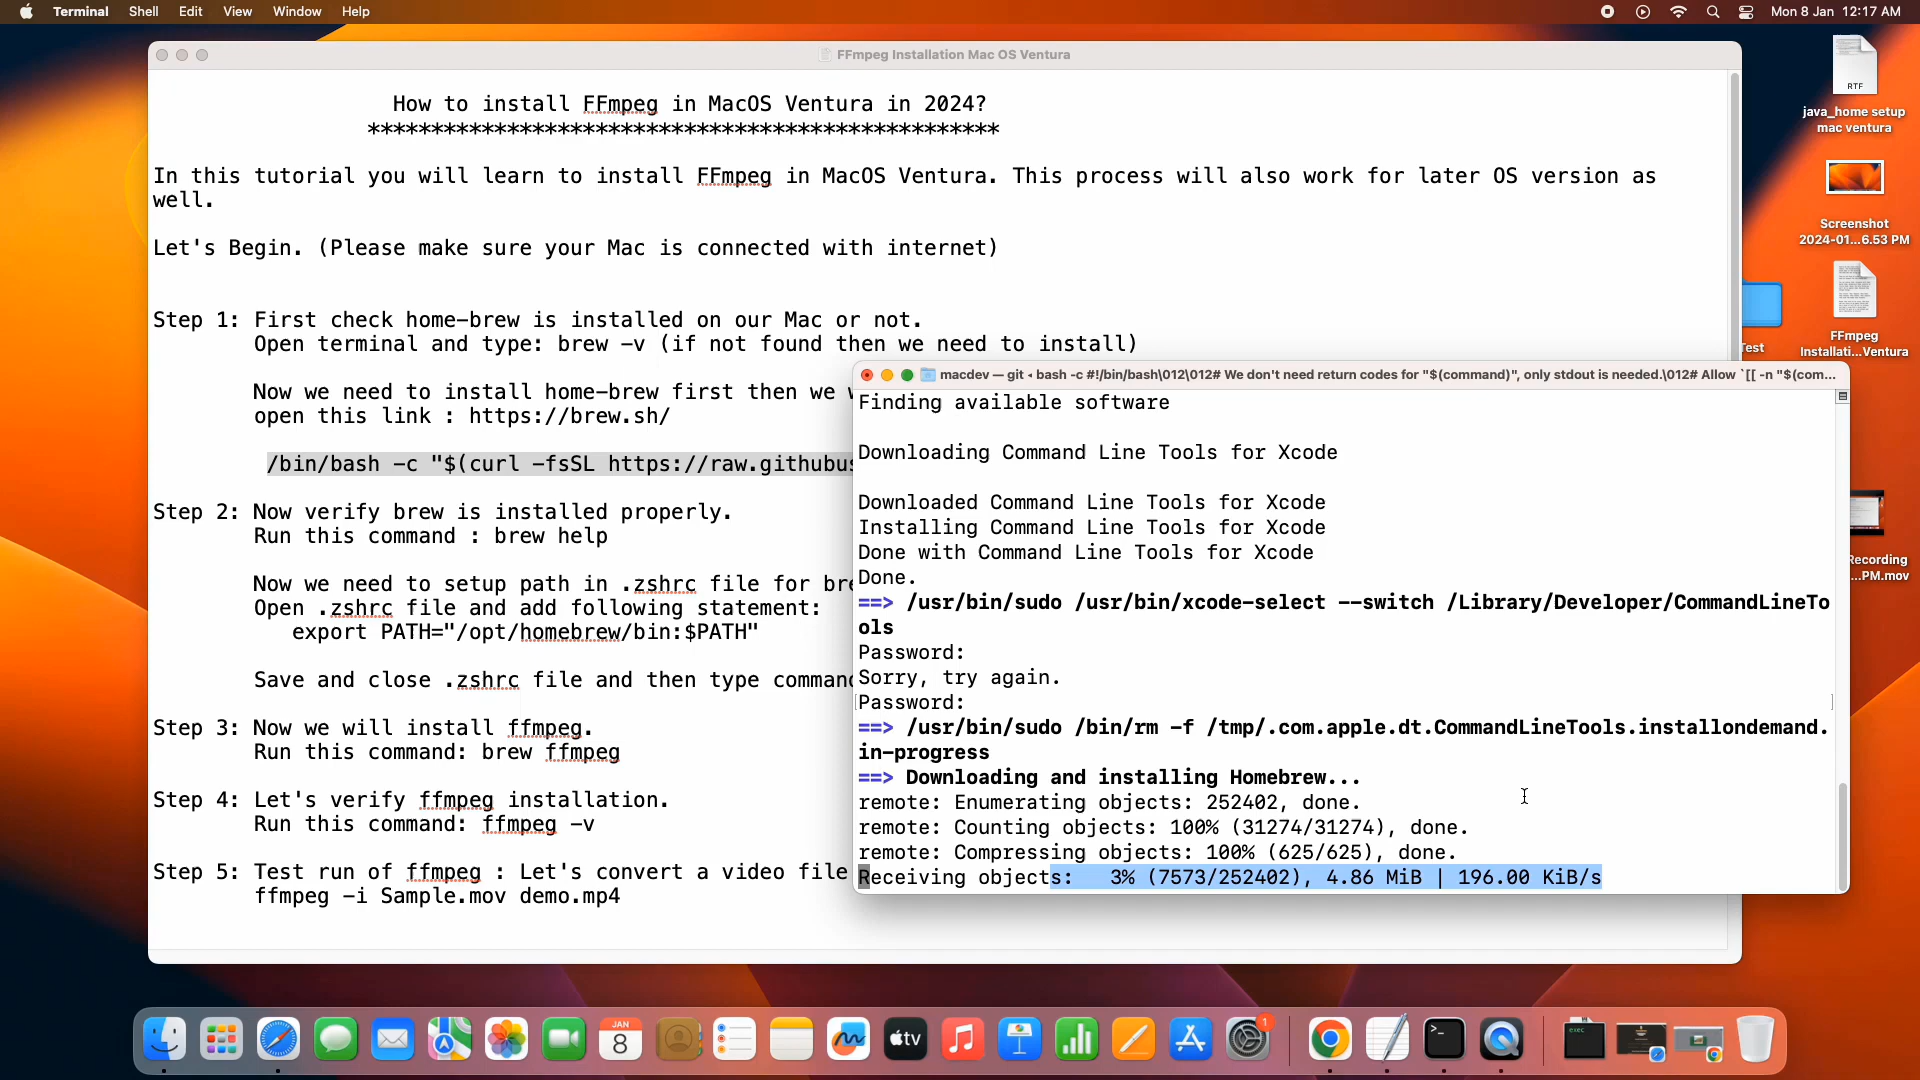 Terminal Shell Edit View Window Help
Mon 8 Jan 12:17 AM
FFmpeg Installation Mac OS Ventura
How to install FFmpeg in MacOS Ventura in 2024?
**************************************************
In this tutorial you will learn to install FFmpeg in MacOS Ventura. This process will also work for later OS version as
well.
Let's Begin. (Please make sure your Mac is connected with internet)
Step 1: First check home-brew is installed on our Mac or not.
Open terminal and type: brew -v (if not found then we need to install)
Now we need to install home-brew first then we
open this link : https://brew.sh/
/bin/bash -c "$(curl -fsSL https://raw.githubus
Step 2: Now verify brew is installed properly.
Run this command : brew help
Now we need to setup path in .zshrc file for bre
Open .zshrc file and add following statement:
export PATH="/opt/homebrew/bin:$PATH"
Save and close .zshrc file and then type comman
Step 3: Now we will install ffmpeg.
Run this command: brew ffmpeg
Step 4: Let's verify ffmpeg installation.
Run this command: ffmpeg -v
Step 5: Test run of ffmpeg : Let's convert a video file
ffmpeg -i Sample.mov demo.mp4
macdev — git ◂ bash -c #!/bin/bash\012\012# We don't need return codes for "$(command)", only stdout is needed.\012# Allow `[[ -n "$(com...
Finding available software
Downloading Command Line Tools for Xcode
Downloaded Command Line Tools for Xcode
Installing Command Line Tools for Xcode
Done with Command Line Tools for Xcode
Done.
==> /usr/bin/sudo /usr/bin/xcode-select --switch /Library/Developer/CommandLineTo
ols
Password:
Sorry, try again.
Password:
==> /usr/bin/sudo /bin/rm -f /tmp/.com.apple.dt.CommandLineTools.installondemand.
in-progress
==> Downloading and installing Homebrew...
remote: Enumerating objects: 252402, done.
remote: Counting objects: 100% (31274/31274), done.
remote: Compressing objects: 100% (625/625), done.
Receiving objects:   3% (7573/252402), 4.86 MiB | 196.00 KiB/s
RTF
java_home setup
mac ventura
Screenshot
2024-01...6.53 PM
FFmpeg
Installati...Ventura
Test
Recording
...PM.mov
JAN
8
tv
1
>_
exec